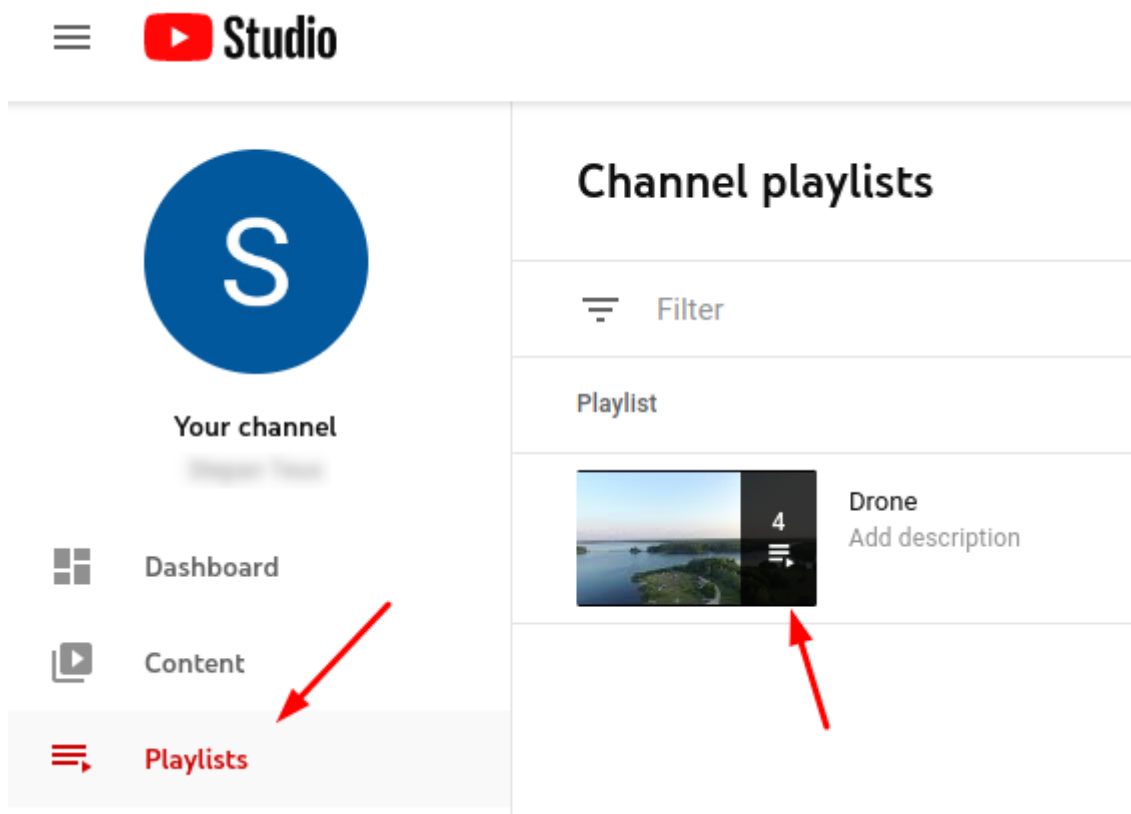 Studio
S
Your channel
Dashboard
Content
Playlists
Channel playlists
Filter
Playlist
4
Drone
Add description